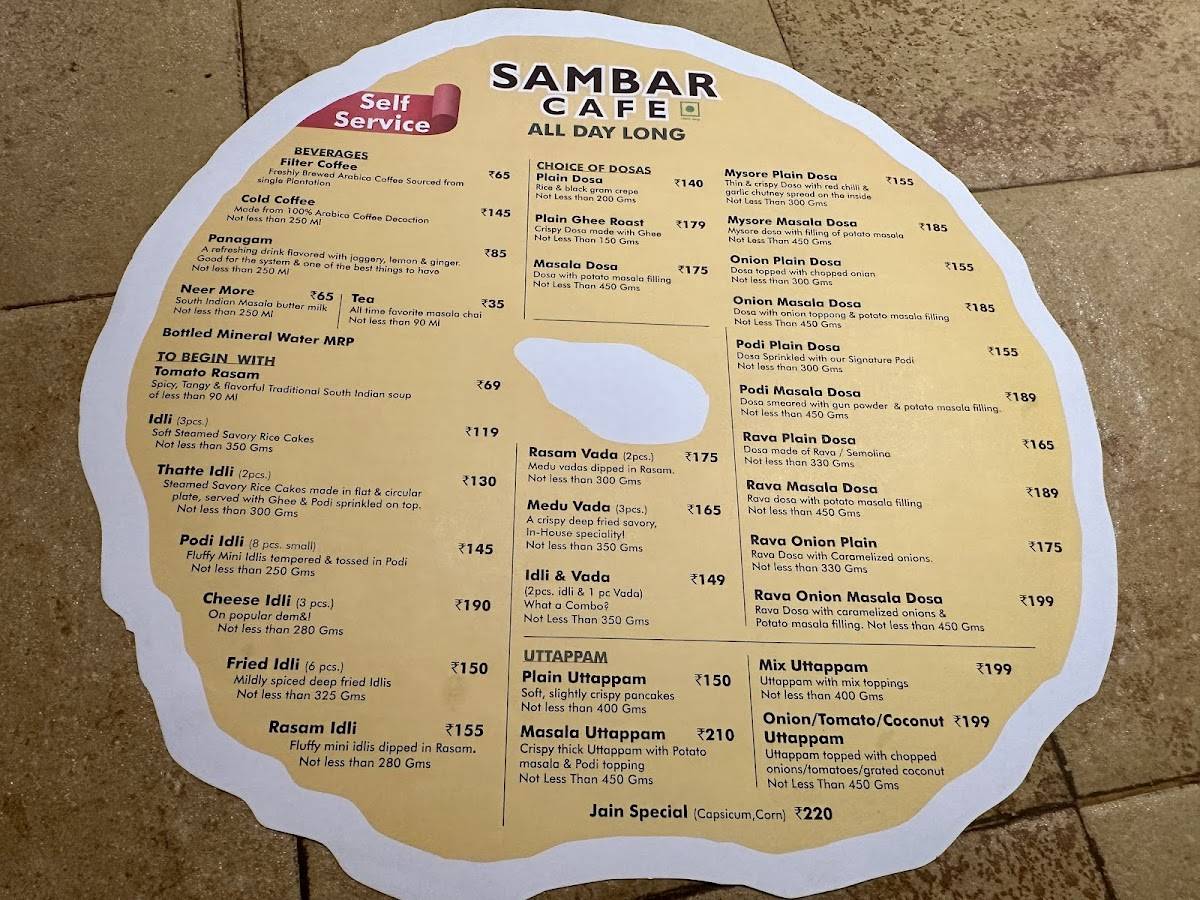 SAMBAR
CAFE
ALL DAY LONG
Self
Service
BEVERAGES
Filter Coffee ₹65
Freshly Brewed Arabica Coffee Sourced from
single Plantation
Cold Coffee ₹145
Made from 100% Arabica Coffee Decoction
Not less than 250 Ml
Panagam ₹85
A refreshing drink flavored with jaggery, lemon & ginger.
Good for the system & one of the best things to have
Not less than 250 Ml
Neer More ₹65
South Indian Masala butter milk
Not less than 250 Ml
Tea ₹35
All time favorite masala chai
Not less than 90 Ml
Bottled Mineral Water MRP
TO BEGIN WITH
Tomato Rasam ₹69
Spicy, Tangy & flavorful Traditional South Indian soup
of less than 90 Ml
Idli (3pcs.) ₹119
Soft Steamed Savory Rice Cakes
Not less than 350 Gms
Thatte Idli (2pcs.) ₹130
Steamed Savory Rice Cakes made in flat & circular
plate, served with Ghee & Podi sprinkled on top.
Not less than 300 Gms
Podi Idli (8 pcs. small) ₹145
Fluffy Mini Idlis tempered & tossed in Podi
Not less than 250 Gms
Cheese Idli (3 pcs.) ₹190
On popular dem&!
Not less than 280 Gms
Fried Idli (6 pcs.) ₹150
Mildly spiced deep fried Idlis
Not less than 325 Gms
Rasam Idli ₹155
Fluffy mini idlis dipped in Rasam.
Not less than 280 Gms
CHOICE OF DOSAS
Plain Dosa ₹140
Rice & black gram crepe
Not Less than 200 Gms
Plain Ghee Roast ₹179
Crispy Dosa made with Ghee
Not Less Than 150 Gms
Masala Dosa ₹175
Dosa with potato masala filling
Not Less Than 450 Gms
Rasam Vada (2pcs.) ₹175
Medu vadas dipped in Rasam.
Not less than 300 Gms
Medu Vada (3pcs.) ₹165
A crispy deep fried savory,
In-House speciality!
Not less than 350 Gms
Idli & Vada ₹149
(2pcs. idli & 1 pc Vada)
What a Combo?
Not Less Than 350 Gms
Mysore Plain Dosa ₹155
Thin & crispy Dosa with red chilli &
garlic chutney spread on the inside
Not Less Than 300 Gms
Mysore Masala Dosa ₹185
Mysore dosa with filling of potato masala
Not Less Than 450 Gms
Onion Plain Dosa ₹155
Dosa topped with chopped onian
Not less than 300 Gms
Onion Masala Dosa ₹185
Dosa with onion toppong & potato masala filling
Not Less Than 450 Gms
Podi Plain Dosa ₹155
Dosa Sprinkled with our Signature Podi
Not less than 300 Gms
Podi Masala Dosa ₹189
Dosa smeared with gun powder & potato masala filling.
Not less than 450 Gms
Rava Plain Dosa ₹165
Dosa made of Rava / Semolina
Not less than 330 Gms
Rava Masala Dosa ₹189
Rava dosa with potato masala filling
Not less than 450 Gms
Rava Onion Plain ₹175
Rava Dosa with Caramelized onions.
Not less than 330 Gms
Rava Onion Masala Dosa ₹199
Rava Dosa with caramelized onions &
Potato masala filling. Not less than 450 Gms
UTTAPPAM
Plain Uttappam ₹150
Soft, slightly crispy pancakes
Not less than 400 Gms
Masala Uttappam ₹210
Crispy thick Uttappam with Potato
masala & Podi topping
Not Less Than 450 Gms
Mix Uttappam ₹199
Uttappam with mix toppings
Not less than 400 Gms
Onion/Tomato/Coconut ₹199
Uttappam
Uttappam topped with chopped
onions/tomatoes/grated coconut
Not Less Than 450 Gms
Jain Special (Capsicum,Corn) ₹220